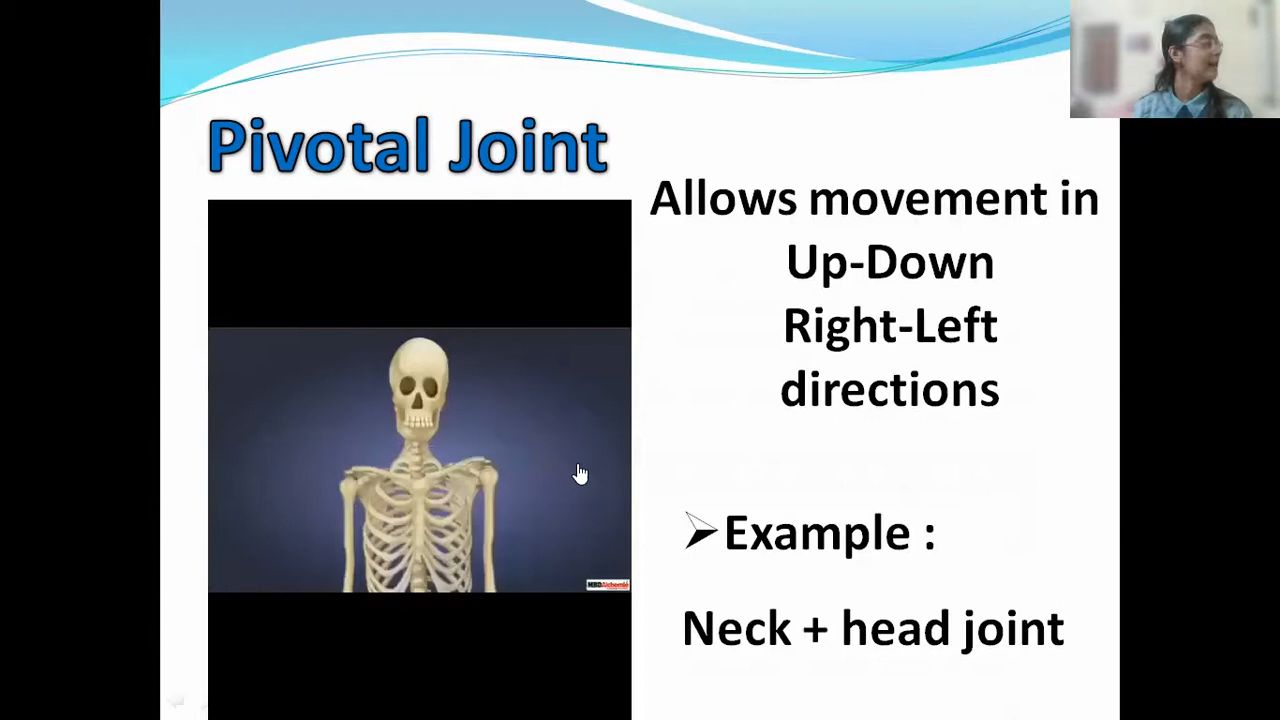 Pivotal Joint
Allows movement in
Up-Down
Right-Left
directions
Example :
Neck + head joint